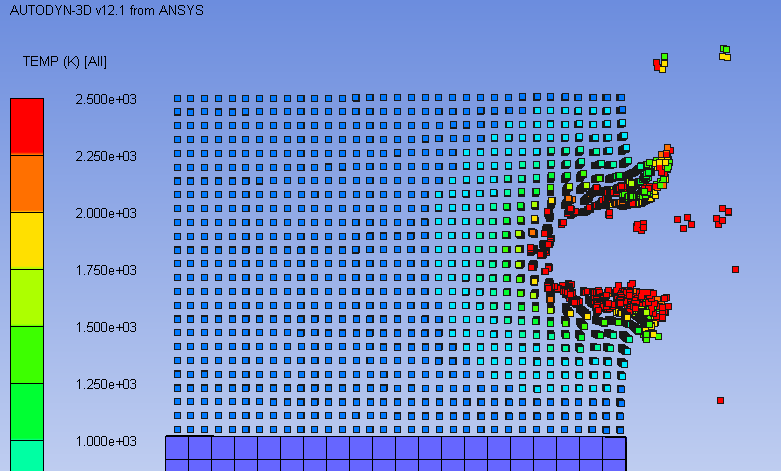 AUTODYN-3D v12.1 from ANSYS
TEMP (K) [All]
2.500e+03
2.250e+03
2.000e+03
1.750e+03
1.500e+03
1.250e+03
1.000e+03